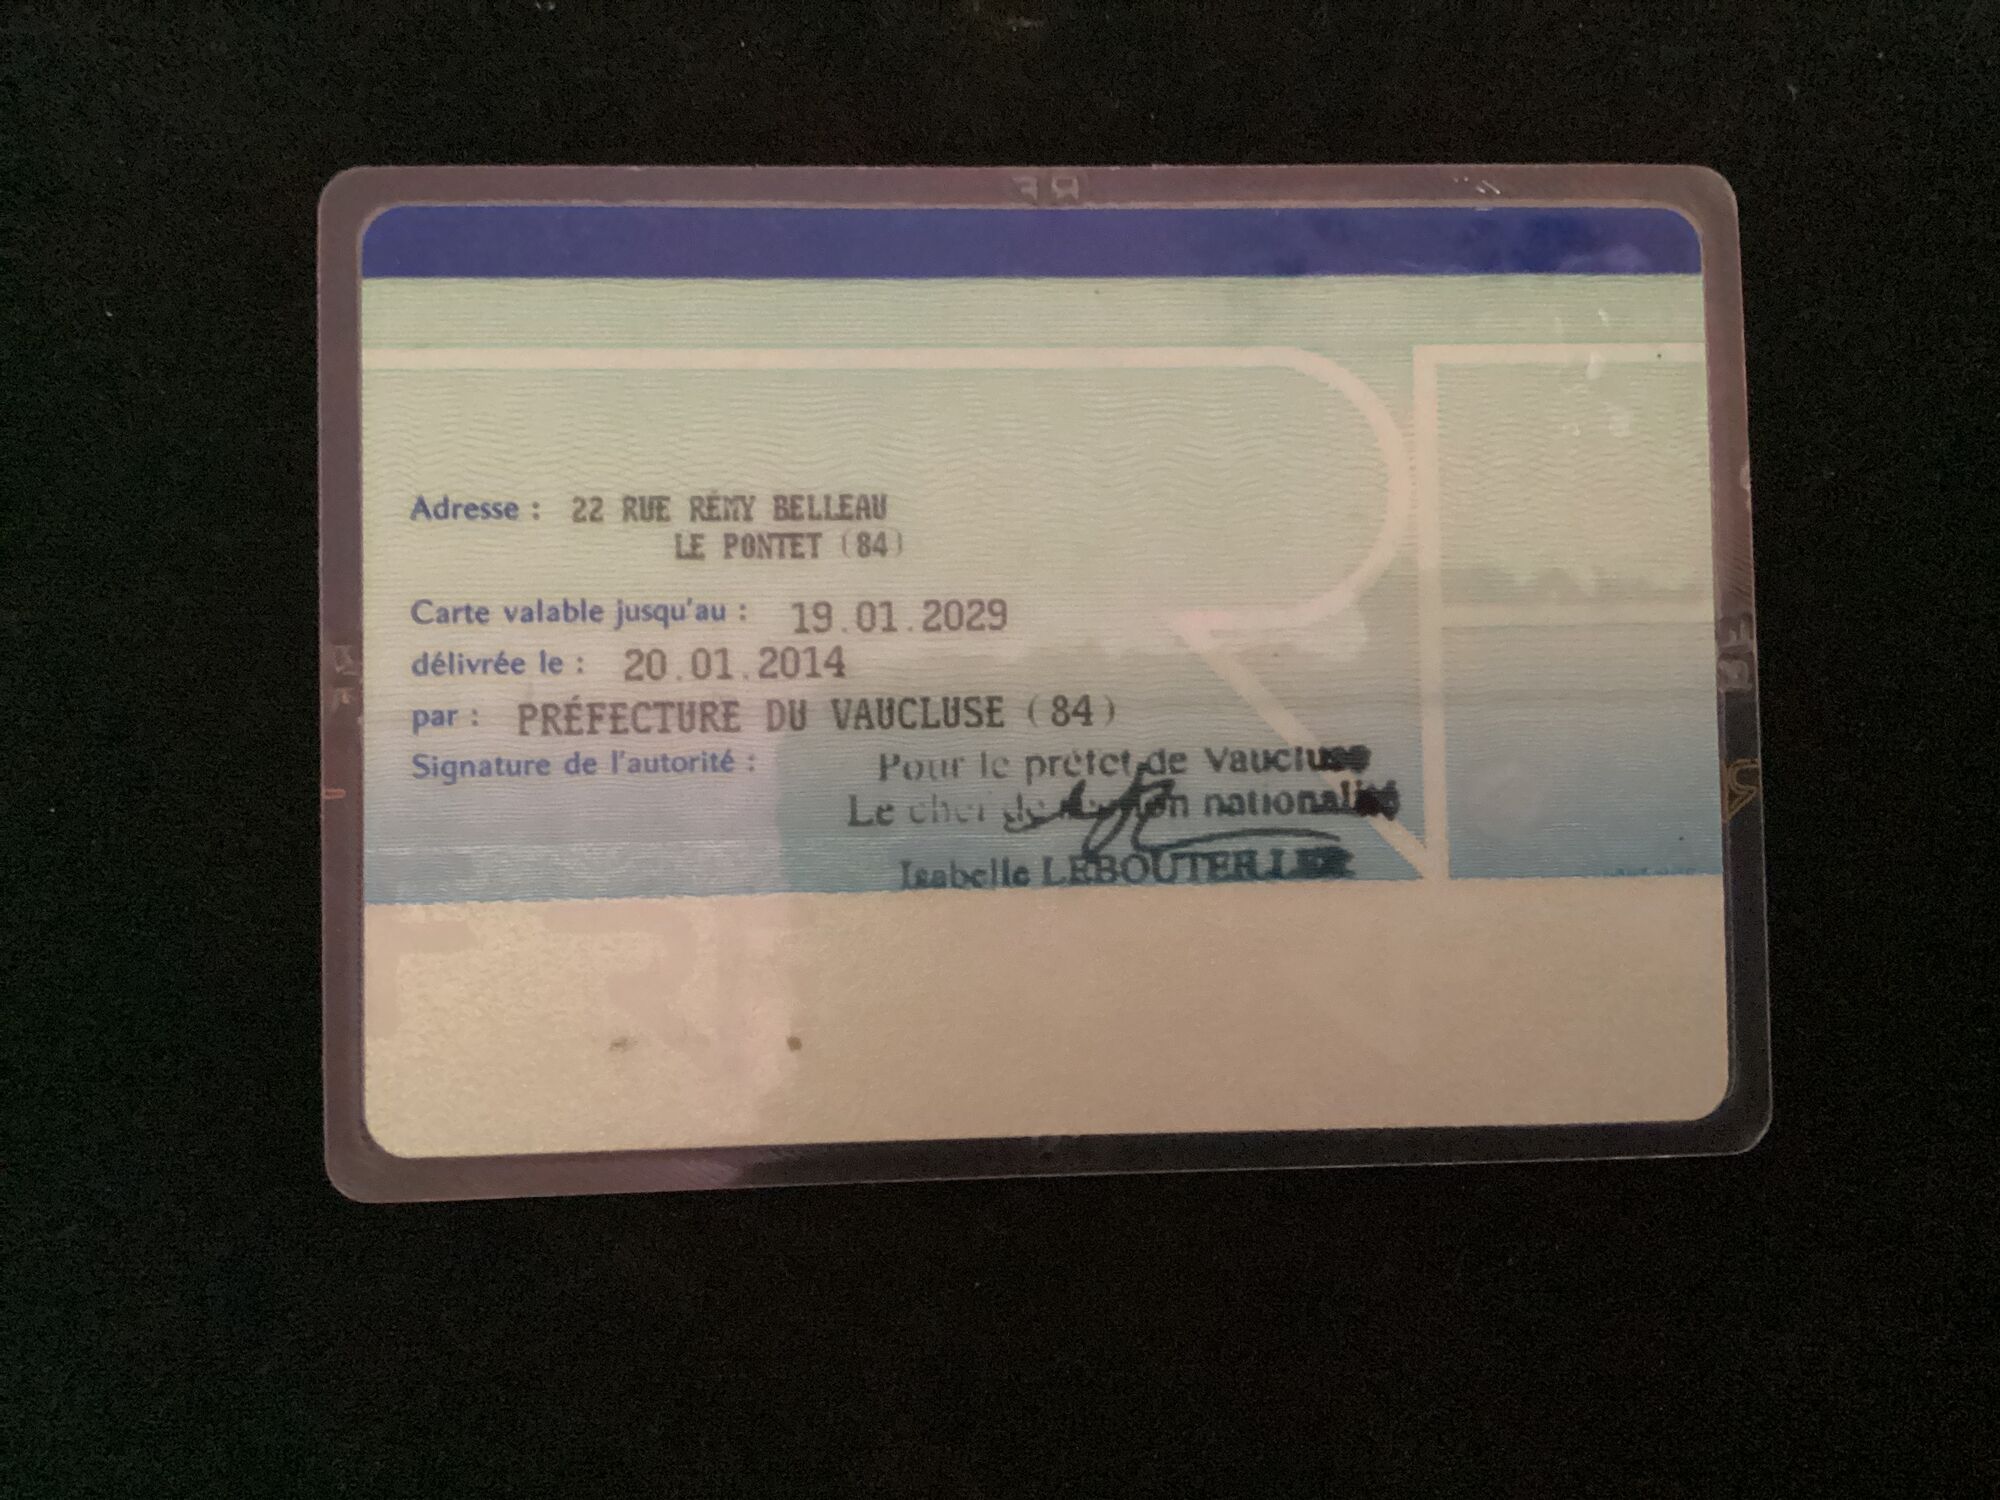 Adresse : 22 RUE RÉMY BELLEAU
LE PONTET (84)
Carte valable jusqu'au : 19.01.2029
délivrée le : 20.01.2014
par : PRÉFECTURE DU VAUCLUSE (84)
Signature de l'autorité :
Pour le préfet de Vaucluse
Le chef de nationalité
Isabelle LEBOUTEILLER